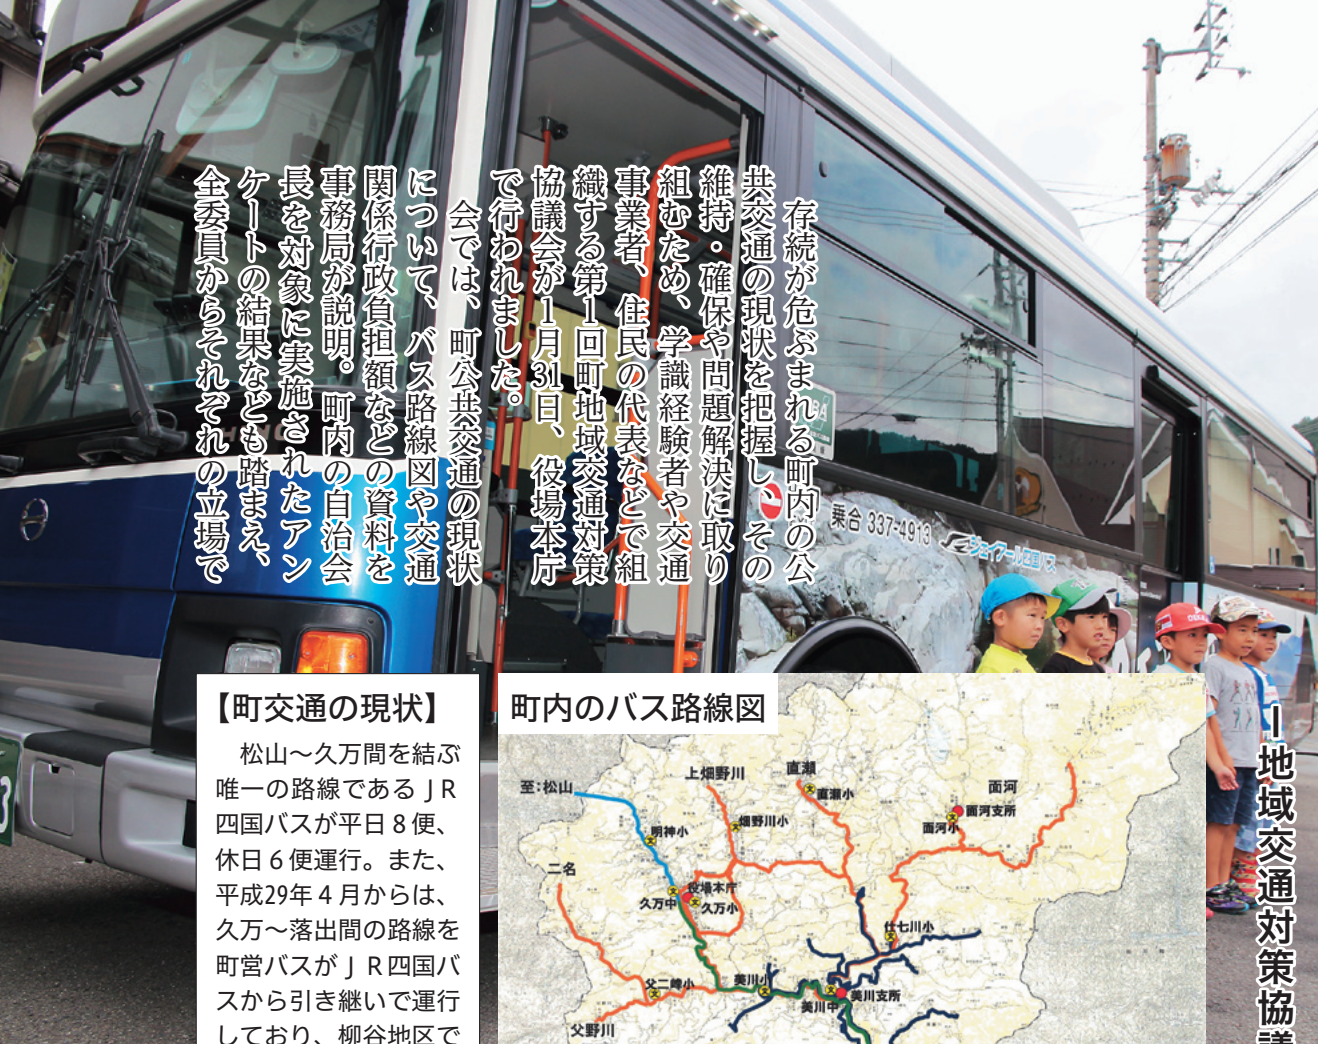 存続が危ぶまれる町内の公
共交通の現状を把握し、その
維持・確保や問題解決に取り
組むため、学識経験者や交通
事業者、住民の代表などで組
織する第1回町地域交通対策
協議会が1月31日、役場本庁
で行われました。
会では、町公共交通の現状
について、バス路線図や交通
関係行政負担額などの資料を
事務局が説明。町内の自治会
長を対象に実施されたアン
ケートの結果なども踏まえ、
全委員からそれぞれの立場で
乗合 337-4913
ジェイアール四国バス
ー地域交通対策協議
【町交通の現状】
松山～久万間を結ぶ
唯一の路線であるＪＲ
四国バスが平日８便、
休日６便運行。また、
平成29年４月からは、
久万～落出間の路線を
町営バスがＪＲ四国バ
スから引き継いで運行
しており、柳谷地区で
町内のバス路線図
至:松山
上畑野川
直瀬
直瀬小
面河
面河支所
面河小
明神小
畑野川小
二名
役場本庁
久万中
久万小
仕七川小
父二峰小
美川小
美川中
美川支所
父野川